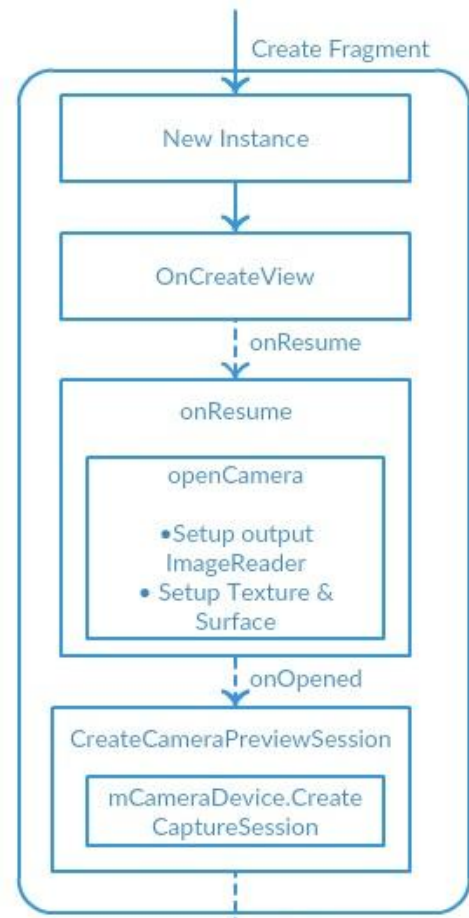 Create Fragment
New Instance
OnCreateView
onResume
onResume
openCamera
•Setup output
ImageReader
• Setup Texture &
Surface
onOpened
CreateCameraPreviewSession
mCameraDevice.Create
CaptureSession